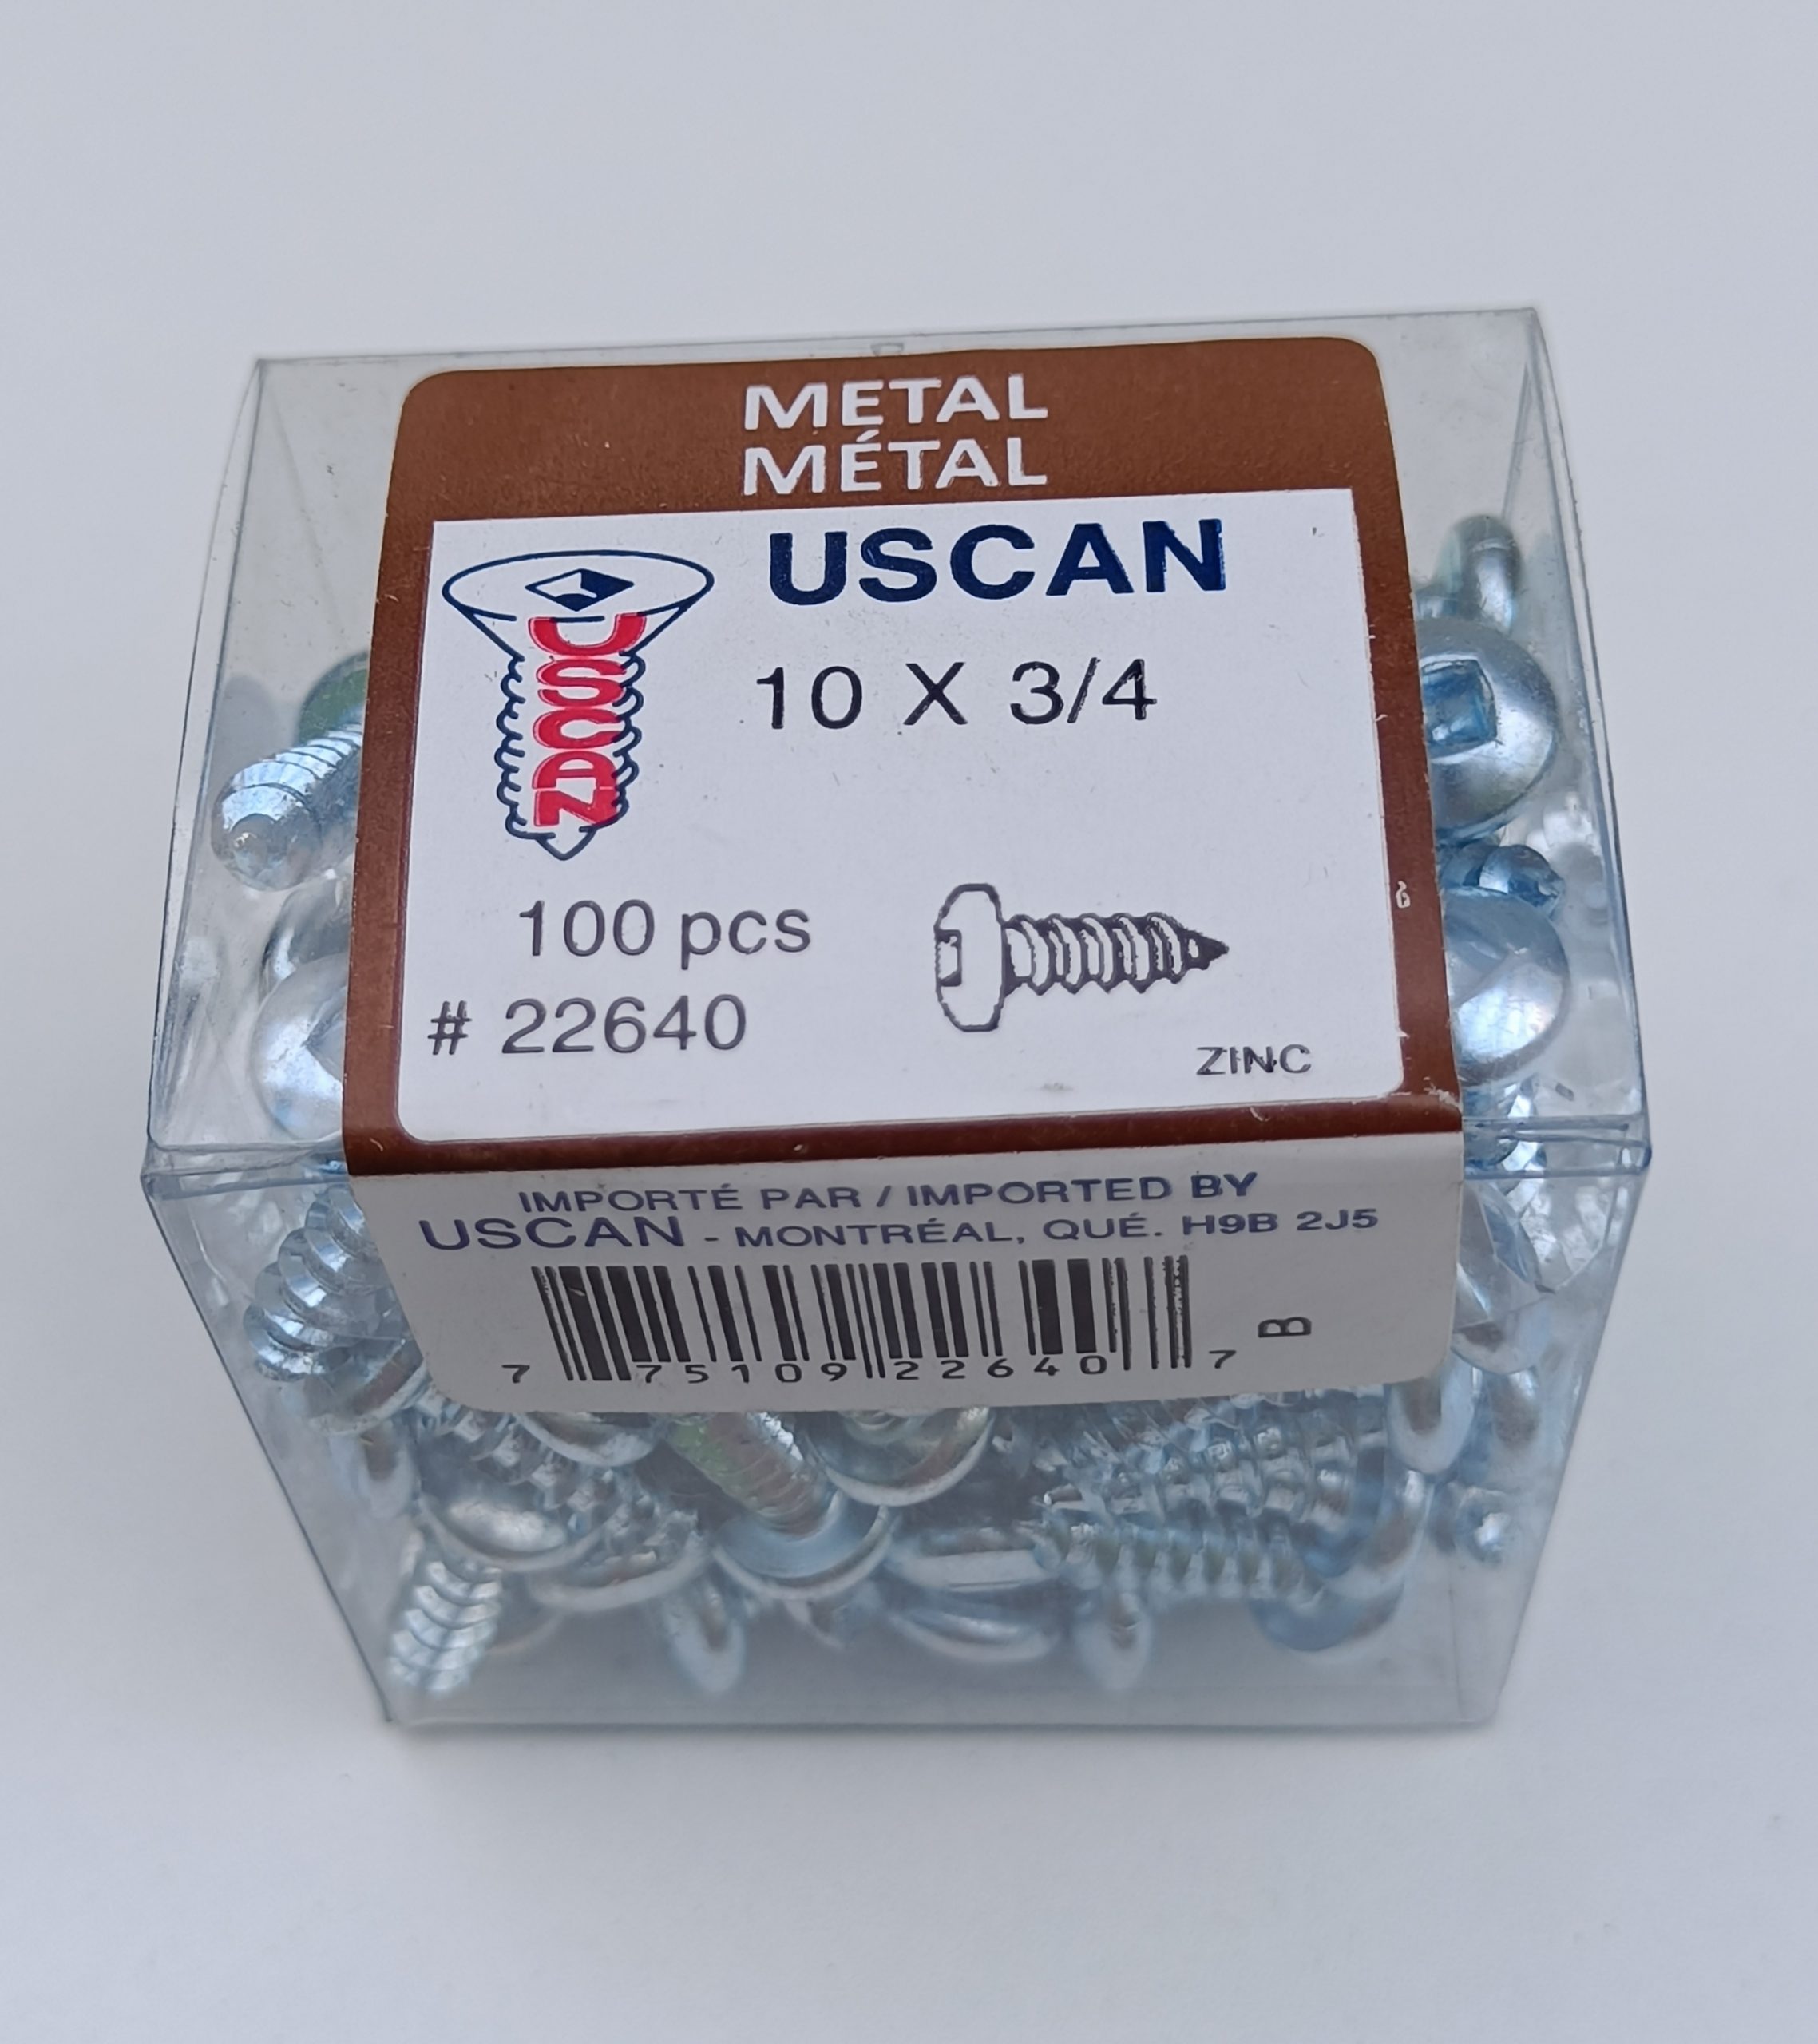 METAL
MÉTAL
USCAN
USCAN
10 X 3/4
100 pcs
# 22640
ZINC
6
IMPORTÉ PAR / IMPORTED BY
USCAN - MONTRÉAL, QUÉ. H9B 2J5
7 75109 22640 7
B